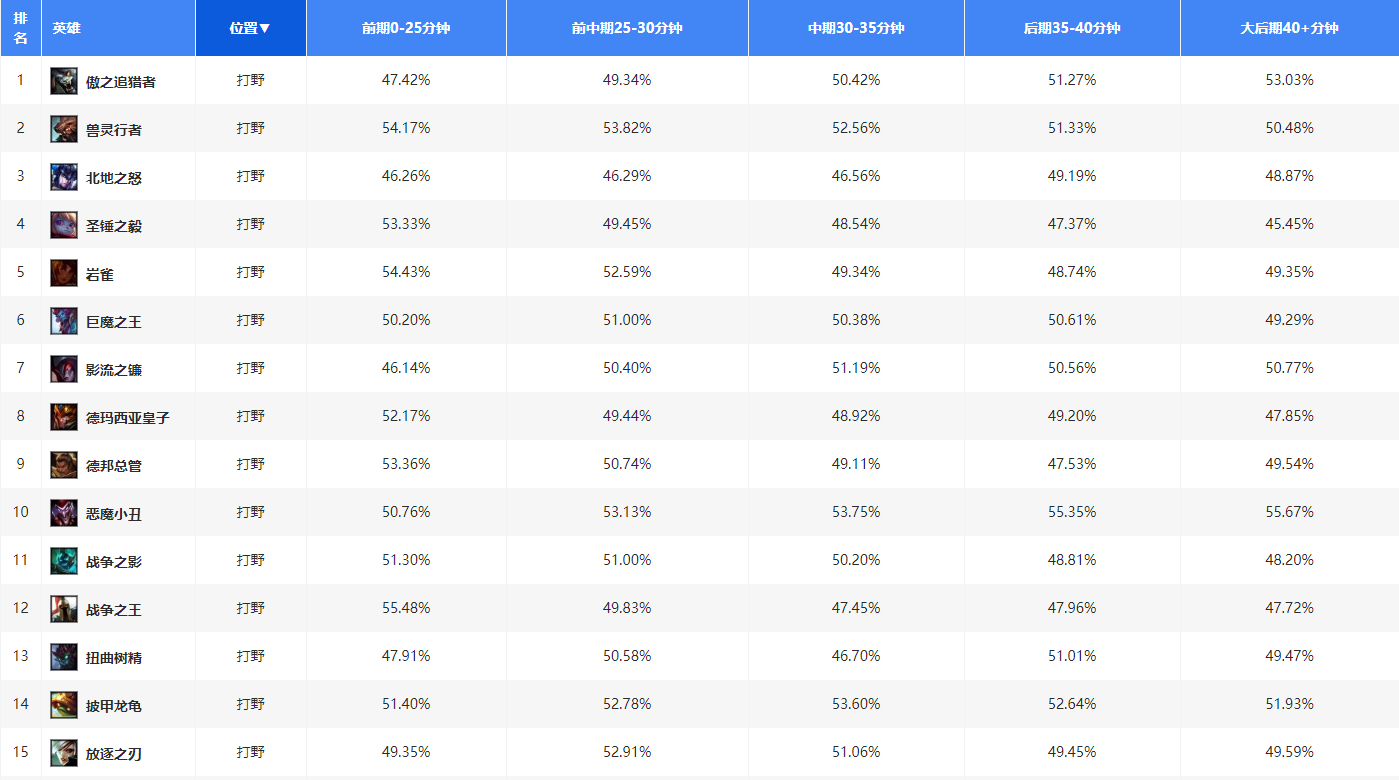 排名 英雄 位置▼ 前期0-25分钟 前中期25-30分钟 中期30-35分钟 后期35-40分钟 大后期40+分钟
1 傲之追猎者 打野 47.42% 49.34% 50.42% 51.27% 53.03%
2 兽灵行者 打野 54.17% 53.82% 52.56% 51.33% 50.48%
3 北地之怒 打野 46.26% 46.29% 46.56% 49.19% 48.87%
4 圣锤之毅 打野 53.33% 49.45% 48.54% 47.37% 45.45%
5 岩雀 打野 54.43% 52.59% 49.34% 48.74% 49.35%
6 巨魔之王 打野 50.20% 51.00% 50.38% 50.61% 49.29%
7 影流之镰 打野 46.14% 50.40% 51.19% 50.56% 50.77%
8 德玛西亚皇子 打野 52.17% 49.44% 48.92% 49.20% 47.85%
9 德邦总管 打野 53.36% 50.74% 49.11% 47.53% 49.54%
10 恶魔小丑 打野 50.76% 53.13% 53.75% 55.35% 55.67%
11 战争之影 打野 51.30% 51.00% 50.20% 48.81% 48.20%
12 战争之王 打野 55.48% 49.83% 47.45% 47.96% 47.72%
13 扭曲树精 打野 47.91% 50.58% 46.70% 51.01% 49.47%
14 披甲龙龟 打野 51.40% 52.78% 53.60% 52.64% 51.93%
15 放逐之刃 打野 49.35% 52.91% 51.06% 49.45% 49.59%